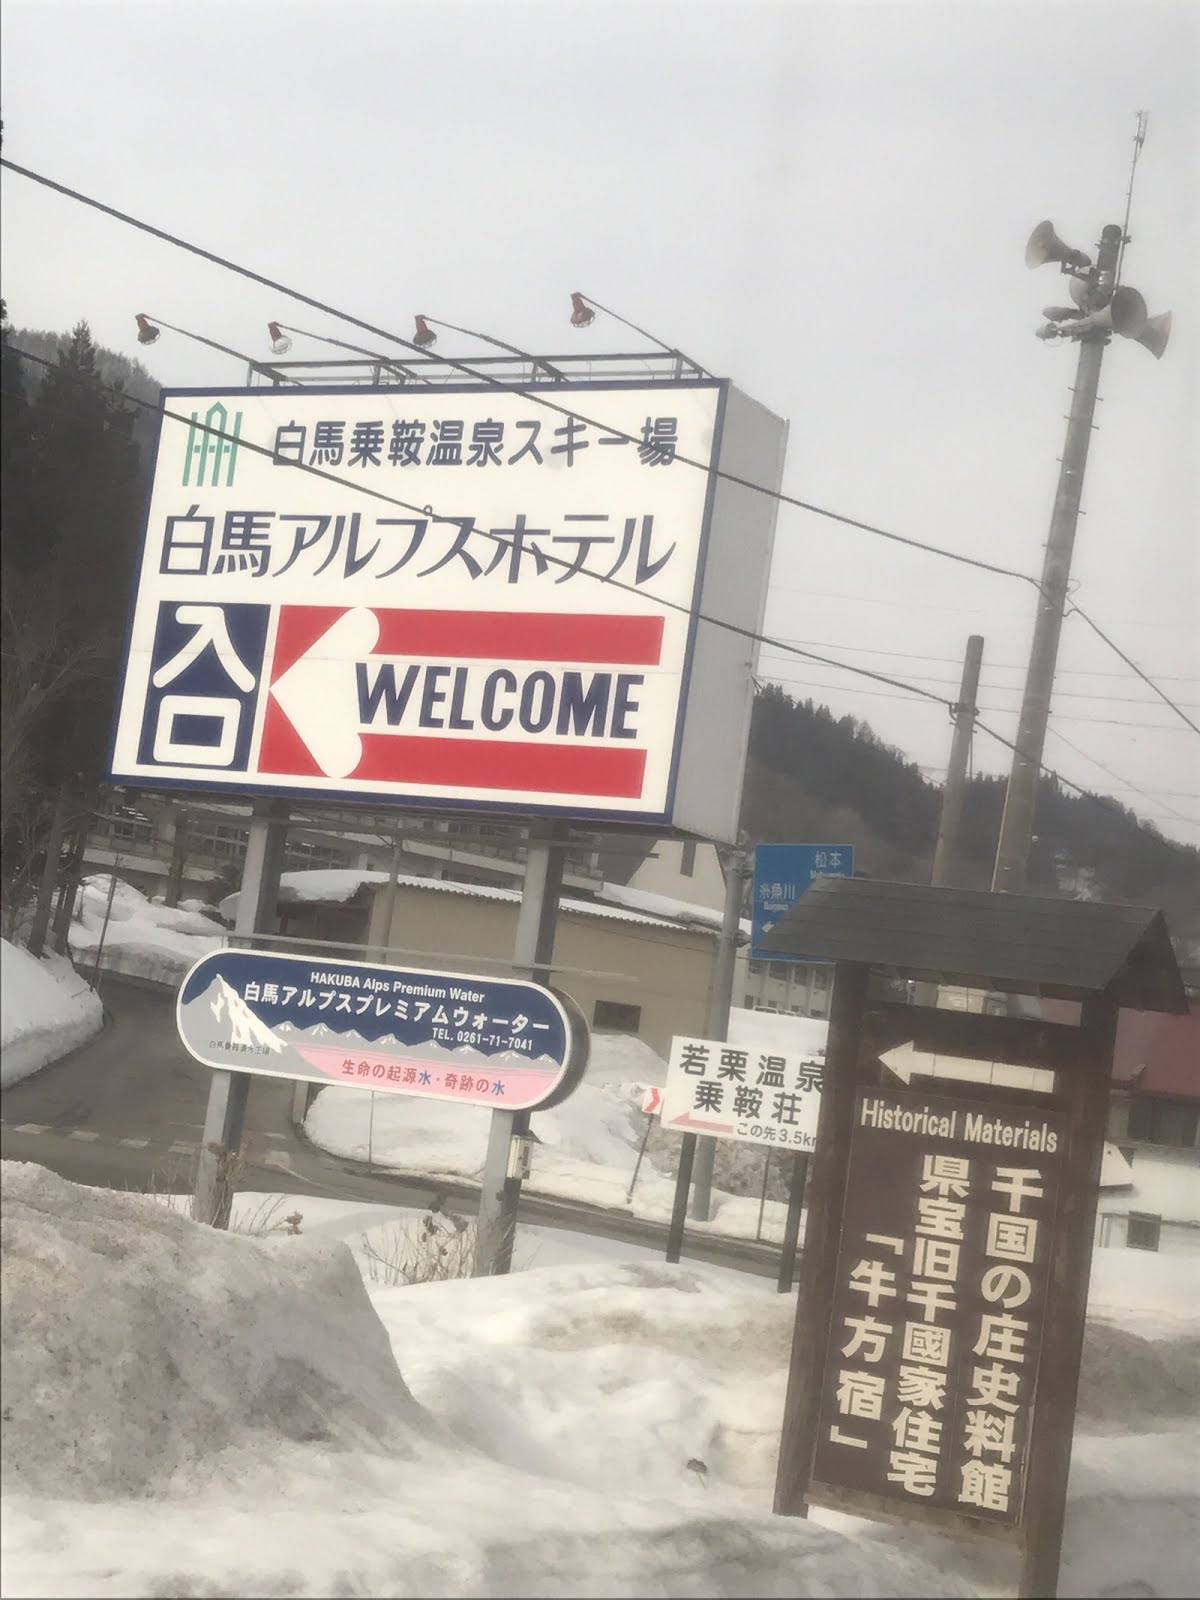 白馬乗鞍温泉スキー場
白馬アルプスホテル
入口
WELCOME
松本
糸魚川
HAKUBA Alps Premium Water
白馬アルプスプレミアムウォーター
TEL. 0261-71-7041
生命の起源水・奇跡の水
若栗温泉
乗鞍荘
この先3.5km
Historical Materials
千国の庄史料館
県宝旧千國家住宅
「牛方宿」